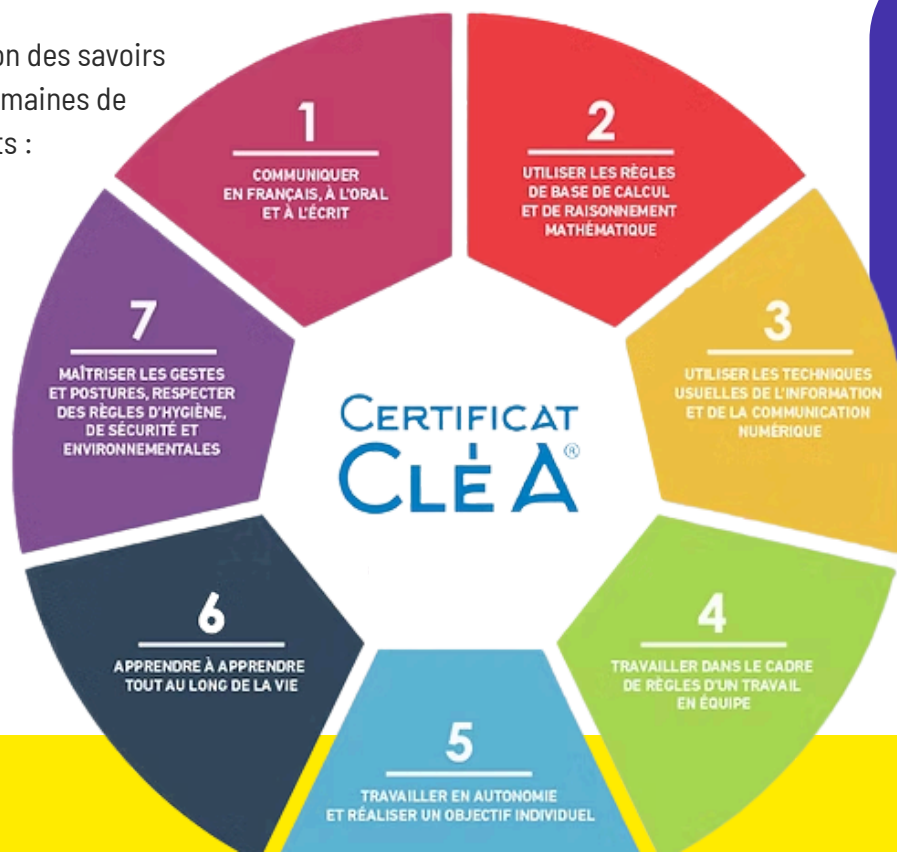 on des savoirs
maines de
ts :
1
COMMUNIQUER
EN FRANÇAIS, À L'ORAL
ET À L'ÉCRIT
2
UTILISER LES RÈGLES
DE BASE DE CALCUL
ET DE RAISONNEMENT
MATHÉMATIQUE
3
UTILISER LES TECHNIQUES
USUELLES DE L'INFORMATION
ET DE LA COMMUNICATION
NUMÉRIQUE
4
TRAVAILLER DANS LE CADRE
DE RÈGLES D'UN TRAVAIL
EN ÉQUIPE
5
TRAVAILLER EN AUTONOMIE
ET RÉALISER UN OBJECTIF INDIVIDUEL
6
APPRENDRE À APPRENDRE
TOUT AU LONG DE LA VIE
7
MAÎTRISER LES GESTES
ET POSTURES, RESPECTER
DES RÈGLES D'HYGIÈNE,
DE SÉCURITÉ ET
ENVIRONNEMENTALES
CERTIFICAT
CLÉA®